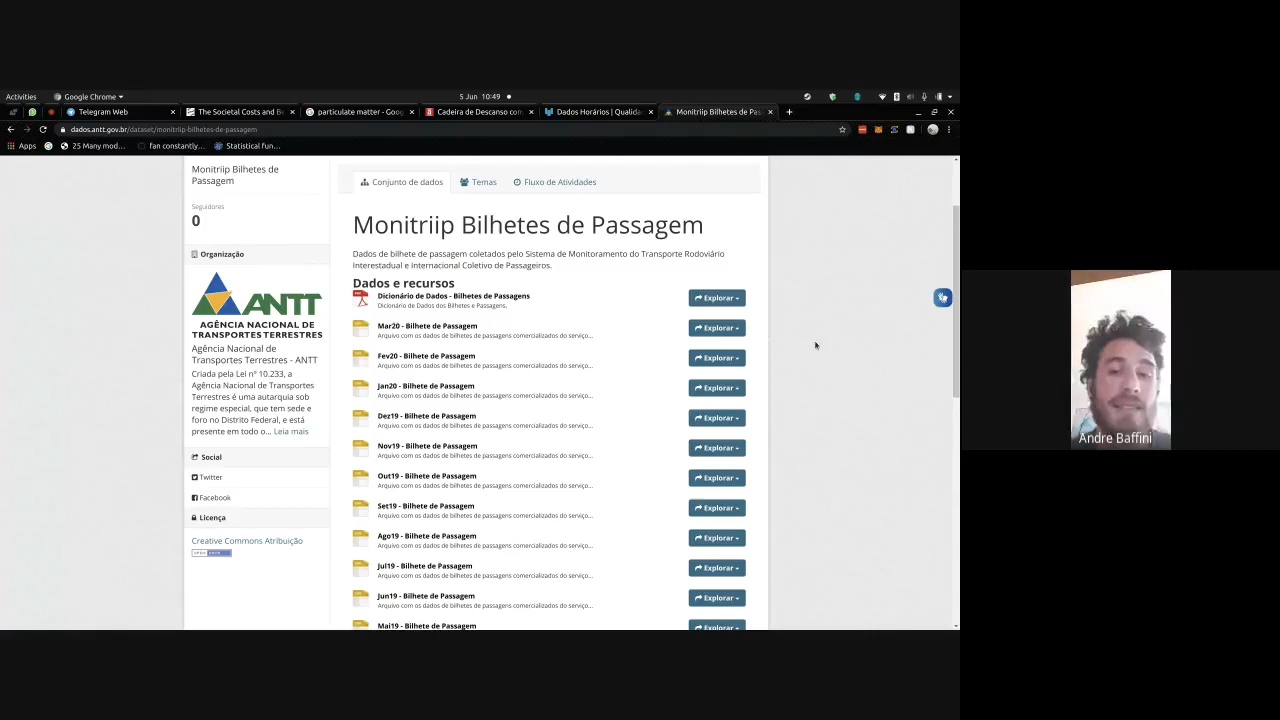 Activities
Google Chrome
5 Jun 10:49
Telegram Web
The Societal Costs and Be
particulate matter - Goog
Cadeira de Descanso com
Dados Horários | Qualida
Monitriip Bilhetes de Pas
dados.antt.gov.br/dataset/monitriip-bilhetes-de-passagem
Apps
25 Many mod...
fan constantly...
Statistical fun...
Monitriip Bilhetes de
Passagem
Seguidores
0
Organização
ANTT
AGÊNCIA NACIONAL DE
TRANSPORTES TERRESTRES
Agência Nacional de
Transportes Terrestres - ANTT
Criada pela Lei nº 10.233, a
Agência Nacional de Transportes
Terrestres é uma autarquia sob
regime especial, que tem sede e
foro no Distrito Federal, e está
presente em todo o... Leia mais
Social
Twitter
Facebook
Licença
Creative Commons Atribuição
Conjunto de dados
Temas
Fluxo de Atividades
Monitriip Bilhetes de Passagem
Dados de bilhete de passagem coletados pelo Sistema de Monitoramento do Transporte Rodoviário
Interestadual e Internacional Coletivo de Passageiros.
Dados e recursos
Dicionário de Dados - Bilhetes de Passagens
Dicionário de Dados dos Bilhetes e Passagens.
Explorar
Mar20 - Bilhete de Passagem
Arquivo com os dados de bilhetes de passagens comercializados do serviço...
Explorar
Fev20 - Bilhete de Passagem
Arquivo com os dados de bilhetes de passagens comercializados do serviço...
Explorar
Jan20 - Bilhete de Passagem
Arquivo com os dados de bilhetes de passagens comercializados do serviço...
Explorar
Dez19 - Bilhete de Passagem
Arquivo com os dados de bilhetes de passagens comercializados do serviço...
Explorar
Nov19 - Bilhete de Passagem
Arquivo com os dados de bilhetes de passagens comercializados do serviço...
Explorar
Out19 - Bilhete de Passagem
Arquivo com os dados de bilhetes de passagens comercializados do serviço...
Explorar
Set19 - Bilhete de Passagem
Arquivo com os dados de bilhetes de passagens comercializados do serviço...
Explorar
Ago19 - Bilhete de Passagem
Arquivo com os dados de bilhetes de passagens comercializados do serviço...
Explorar
Jul19 - Bilhete de Passagem
Arquivo com os dados de bilhetes de passagens comercializados do serviço...
Explorar
Jun19 - Bilhete de Passagem
Arquivo com os dados de bilhetes de passagens comercializados do serviço...
Explorar
Mai19 - Bilhete de Passagem
Explorar
Andre Baffini